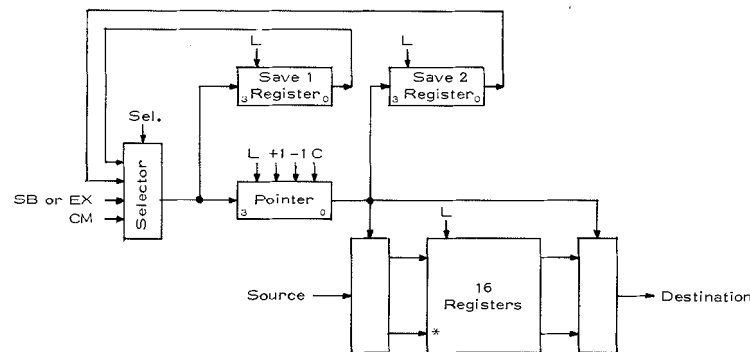 L
Save 1
Register
3 0
L
Save 2
Register
3 0
Sel.
Selector
SB or EX
CM
L +1 -1 C
Pointer
3 0
L
Source
16
Registers
*
Destination